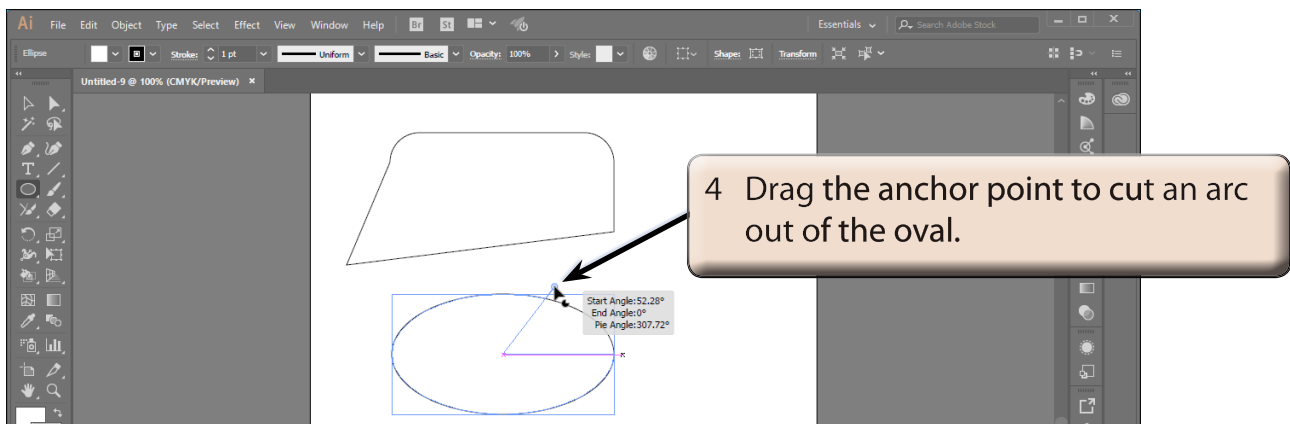 Ai File Edit Object Type Select Effect View Window Help Br St Essentials Search Adobe Stock
Ellipse Stroke: 1 pt Uniform Basic Opacity: 100% Style: Shape: Transform
Untitled-9 @ 100% (CMYK/Preview) ×
4 Drag the anchor point to cut an arc
out of the oval.
Start Angle:52.28°
End Angle:0°
Pie Angle:307.72°